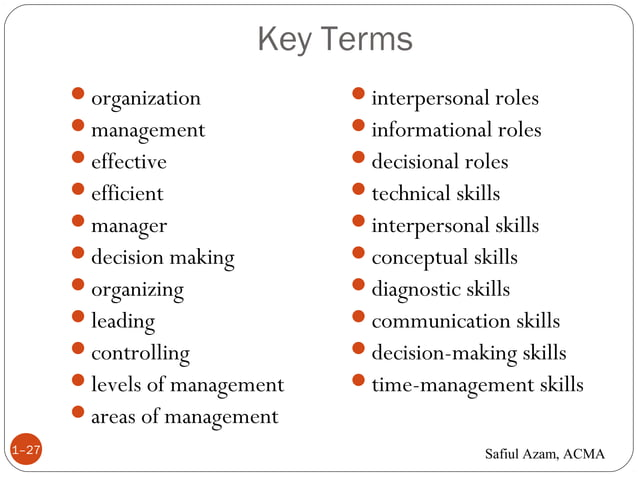 Key Terms
organization
management
effective
efficient
manager
decision making
organizing
leading
controlling
levels of management
areas of management
interpersonal roles
informational roles
decisional roles
technical skills
interpersonal skills
conceptual skills
diagnostic skills
communication skills
decision-making skills
time-management skills
1–27
Safiul Azam, ACMA